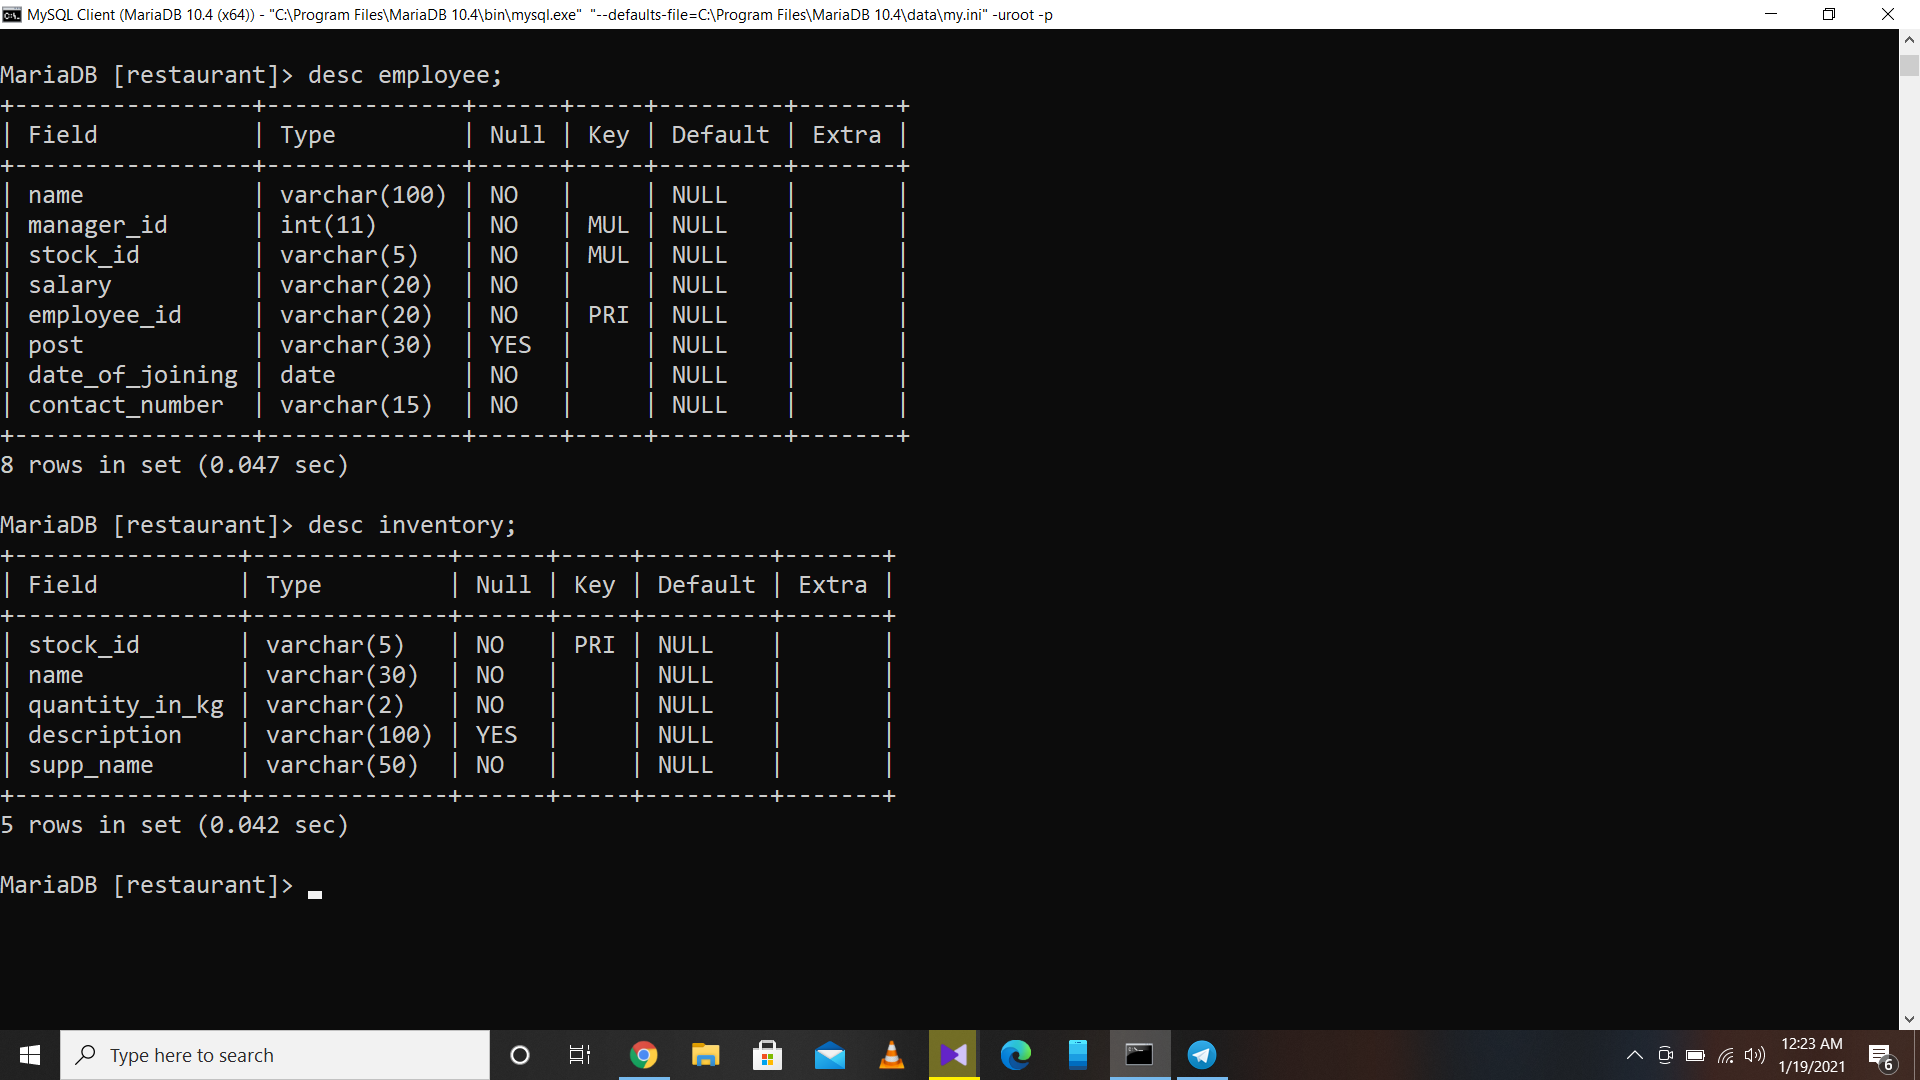 MySQL Client (MariaDB 10.4 (x64)) - "C:\Program Files\MariaDB 10.4\bin\mysql.exe"  "--defaults-file=C:\Program Files\MariaDB 10.4\data\my.ini" -uroot -p
MariaDB [restaurant]> desc employee;
+-----------------+--------------+------+-----+---------+-------+
| Field           | Type         | Null | Key | Default | Extra |
+-----------------+--------------+------+-----+---------+-------+
| name            | varchar(100) | NO   |     | NULL    |       |
| manager_id      | int(11)      | NO   | MUL | NULL    |       |
| stock_id        | varchar(5)   | NO   | MUL | NULL    |       |
| salary          | varchar(20)  | NO   |     | NULL    |       |
| employee_id     | varchar(20)  | NO   | PRI | NULL    |       |
| post            | varchar(30)  | YES  |     | NULL    |       |
| date_of_joining | date         | NO   |     | NULL    |       |
| contact_number  | varchar(15)  | NO   |     | NULL    |       |
+-----------------+--------------+------+-----+---------+-------+
8 rows in set (0.047 sec)
MariaDB [restaurant]> desc inventory;
+----------------+--------------+------+-----+---------+-------+
| Field          | Type         | Null | Key | Default | Extra |
+----------------+--------------+------+-----+---------+-------+
| stock_id       | varchar(5)   | NO   | PRI | NULL    |       |
| name           | varchar(30)  | NO   |     | NULL    |       |
| quantity_in_kg | varchar(2)   | NO   |     | NULL    |       |
| description    | varchar(100) | YES  |     | NULL    |       |
| supp_name      | varchar(50)  | NO   |     | NULL    |       |
+----------------+--------------+------+-----+---------+-------+
5 rows in set (0.042 sec)
MariaDB [restaurant]>
Type here to search
12:23 AM
1/19/2021
6